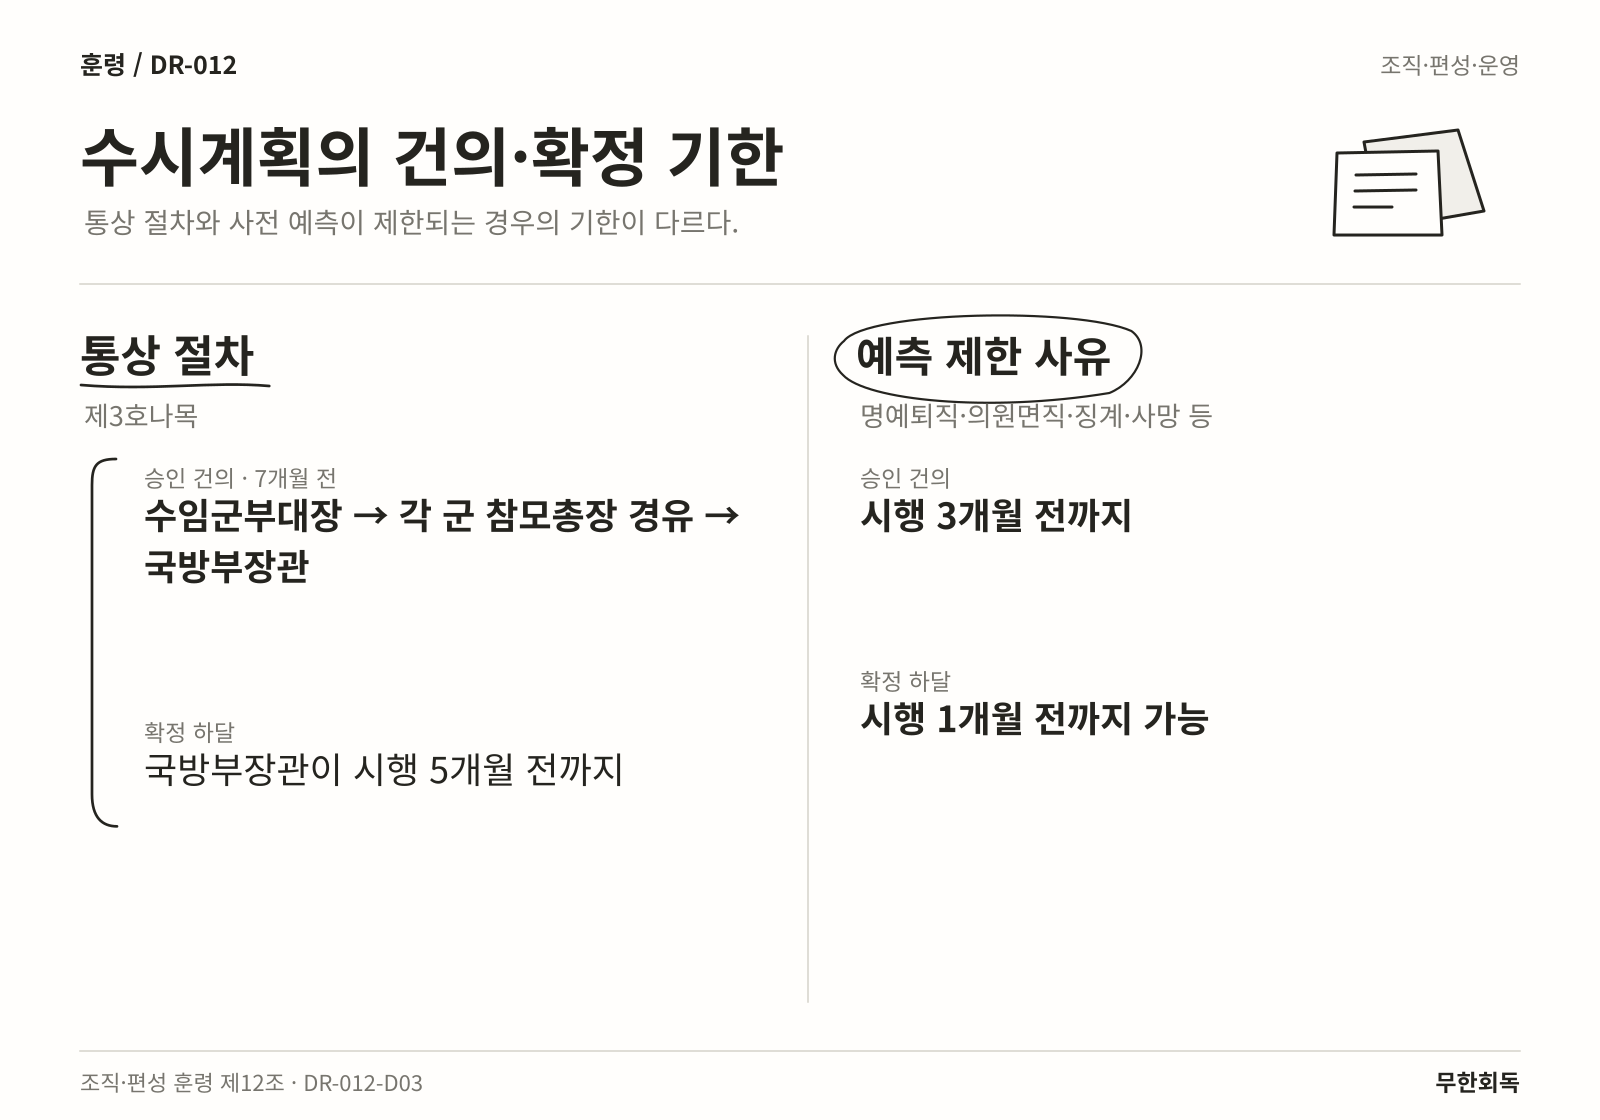 훈령 / DR-012
조직·편성·운영
수시계획의 건의·확정 기한
통상 절차와 사전 예측이 제한되는 경우의 기한이 다르다.
통상 절차
제3호나목
승인 건의 · 7개월 전
수임군부대장 → 각 군 참모총장 경유 →
국방부장관
확정 하달
국방부장관이 시행 5개월 전까지
예측 제한 사유
명예퇴직·의원면직·징계·사망 등
승인 건의
시행 3개월 전까지
확정 하달
시행 1개월 전까지 가능
조직·편성 훈령 제12조 · DR-012-D03
무한회독